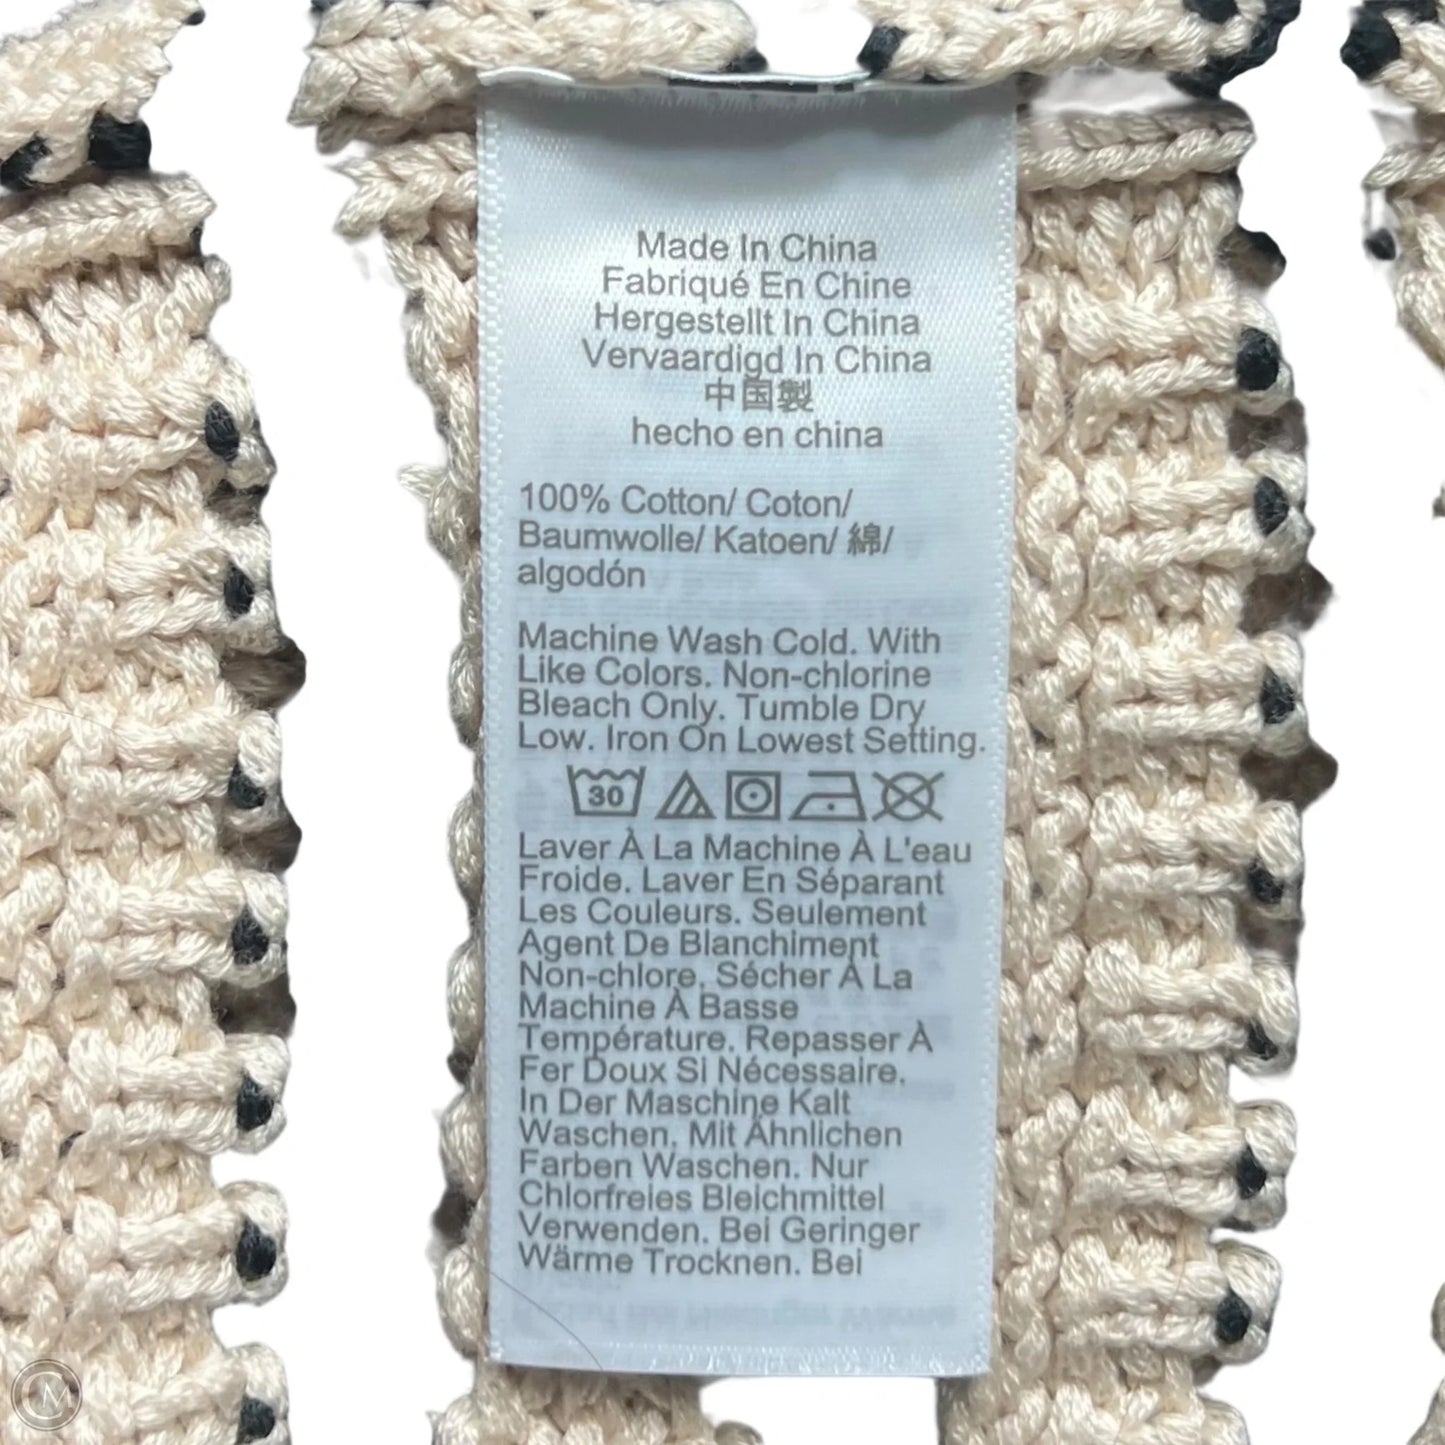 Made In China
Fabriqué En Chine
Hergestellt In China
Vervaardigd In China
中国製
hecho en china
100% Cotton/ Coton/
Baumwolle/ Katoen/ 綿/
algodón
Machine Wash Cold. With
Like Colors. Non-chlorine
Bleach Only. Tumble Dry
Low. Iron On Lowest Setting.
30
Laver À La Machine À L'eau
Froide. Laver En Séparant
Les Couleurs. Seulement
Agent De Blanchiment
Non-chlore. Sécher À La
Machine À Basse
Température. Repasser À
Fer Doux Si Nécessaire.
In Der Maschine Kalt
Waschen. Mit Ähnlichen
Farben Waschen. Nur
Chlorfreies Bleichmittel
Verwenden. Bei Geringer
Wärme Trocknen. Bei
CM